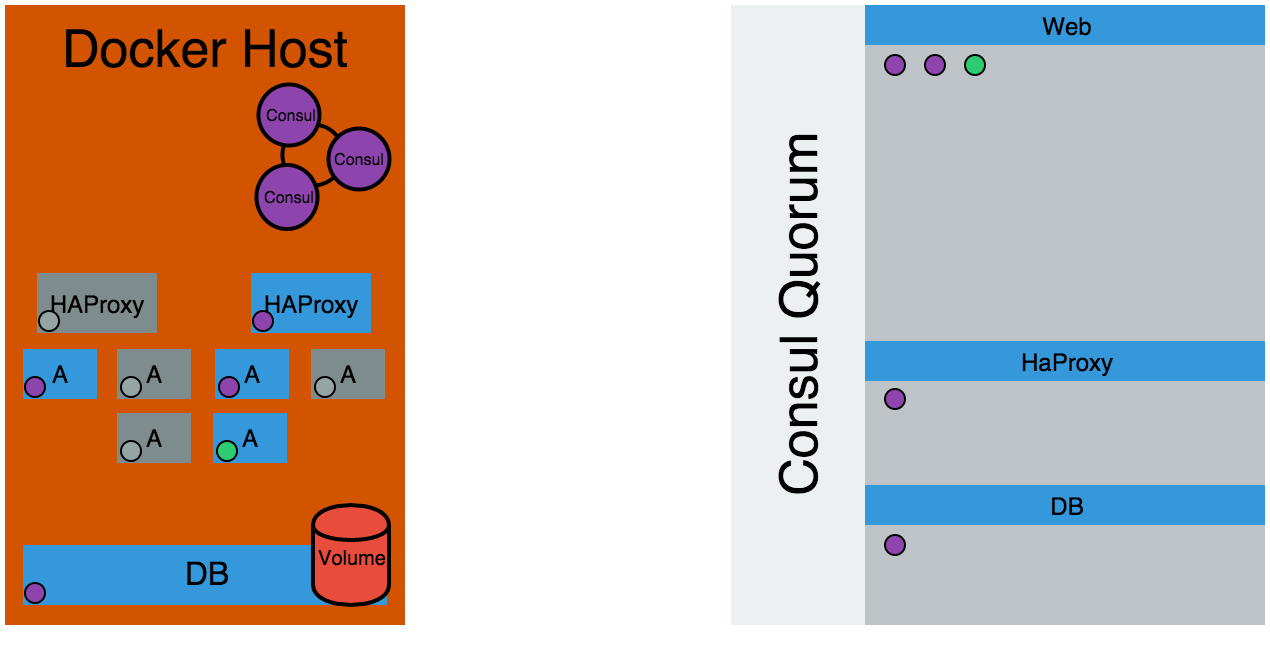 Docker Host
Consul
Consul
Consul
HAProxy
HAProxy
A
A
A
A
A
A
Volume
DB
Consul Quorum
Web
HaProxy
DB